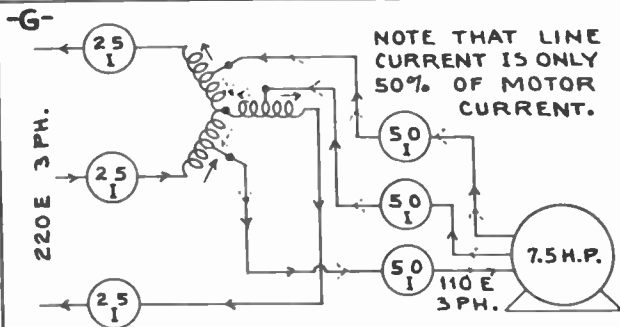 -G-
NOTE THAT LINE
CURRENT IS ONLY
50% OF MOTOR
CURRENT.
25
I
25
I
25
I
220E 3 PH.
50
I
50
I
50
I
110 E
3 PH.
7.5 H.P.